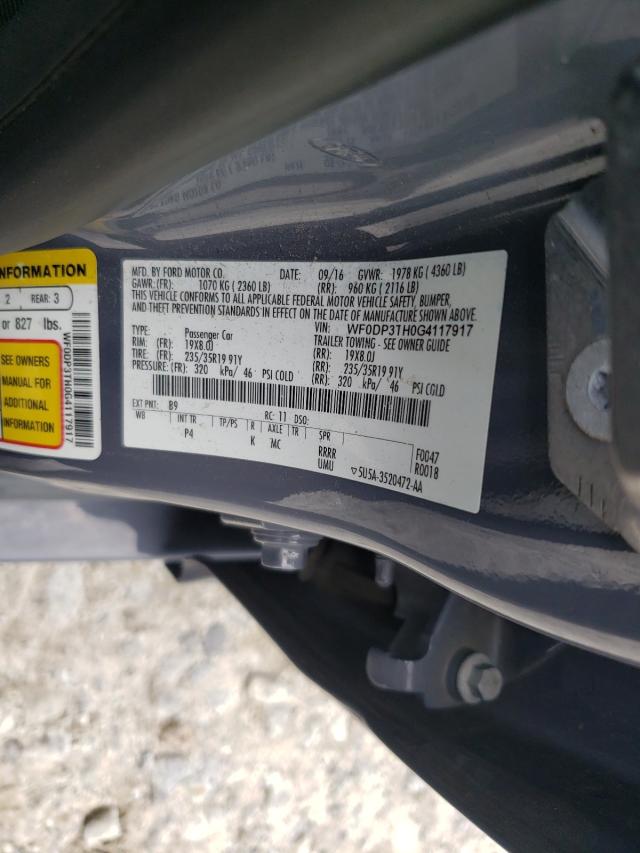 NFORMATION
2 REAR: 3
or 827 lbs.
SEE OWNERS
MANUAL FOR
ADDITIONAL
INFORMATION
WF0DP3TH0G4117917
MFD. BY FORD MOTOR CO. DATE: 09/16 GVWR: 1978 KG ( 4360 LB)
GAWR: (FR): 1070 KG ( 2360 LB) (RR): 960 KG ( 2116 LB)
THIS VEHICLE CONFORMS TO ALL APPLICABLE FEDERAL MOTOR VEHICLE SAFETY, BUMPER,
AND THEFT PREVENTION STANDARDS IN EFFECT ON THE DATE OF MANUFACTURE SHOWN ABOVE.
VIN: WF0DP3TH0G4117917
TYPE: Passenger Car TRAILER TOWING - SEE OWNER GUIDE
RIM: (FR): 19X8.0J (RR): 19X8.0J
TIRE: (FR): 235/35R19 91Y (RR): 235/35R19 91Y
PRESSURE: (FR): 320 kPa/ 46 PSI COLD (RR): 320 kPa/ 46 PSI COLD
EXT PNT: B9 RC: 11 DSO:
WB INT TR TP/PS R AXLE TR SPR
P4 K MC RRRR F0047
UMU R0018
▽5U5A-3520472-AA
Ford